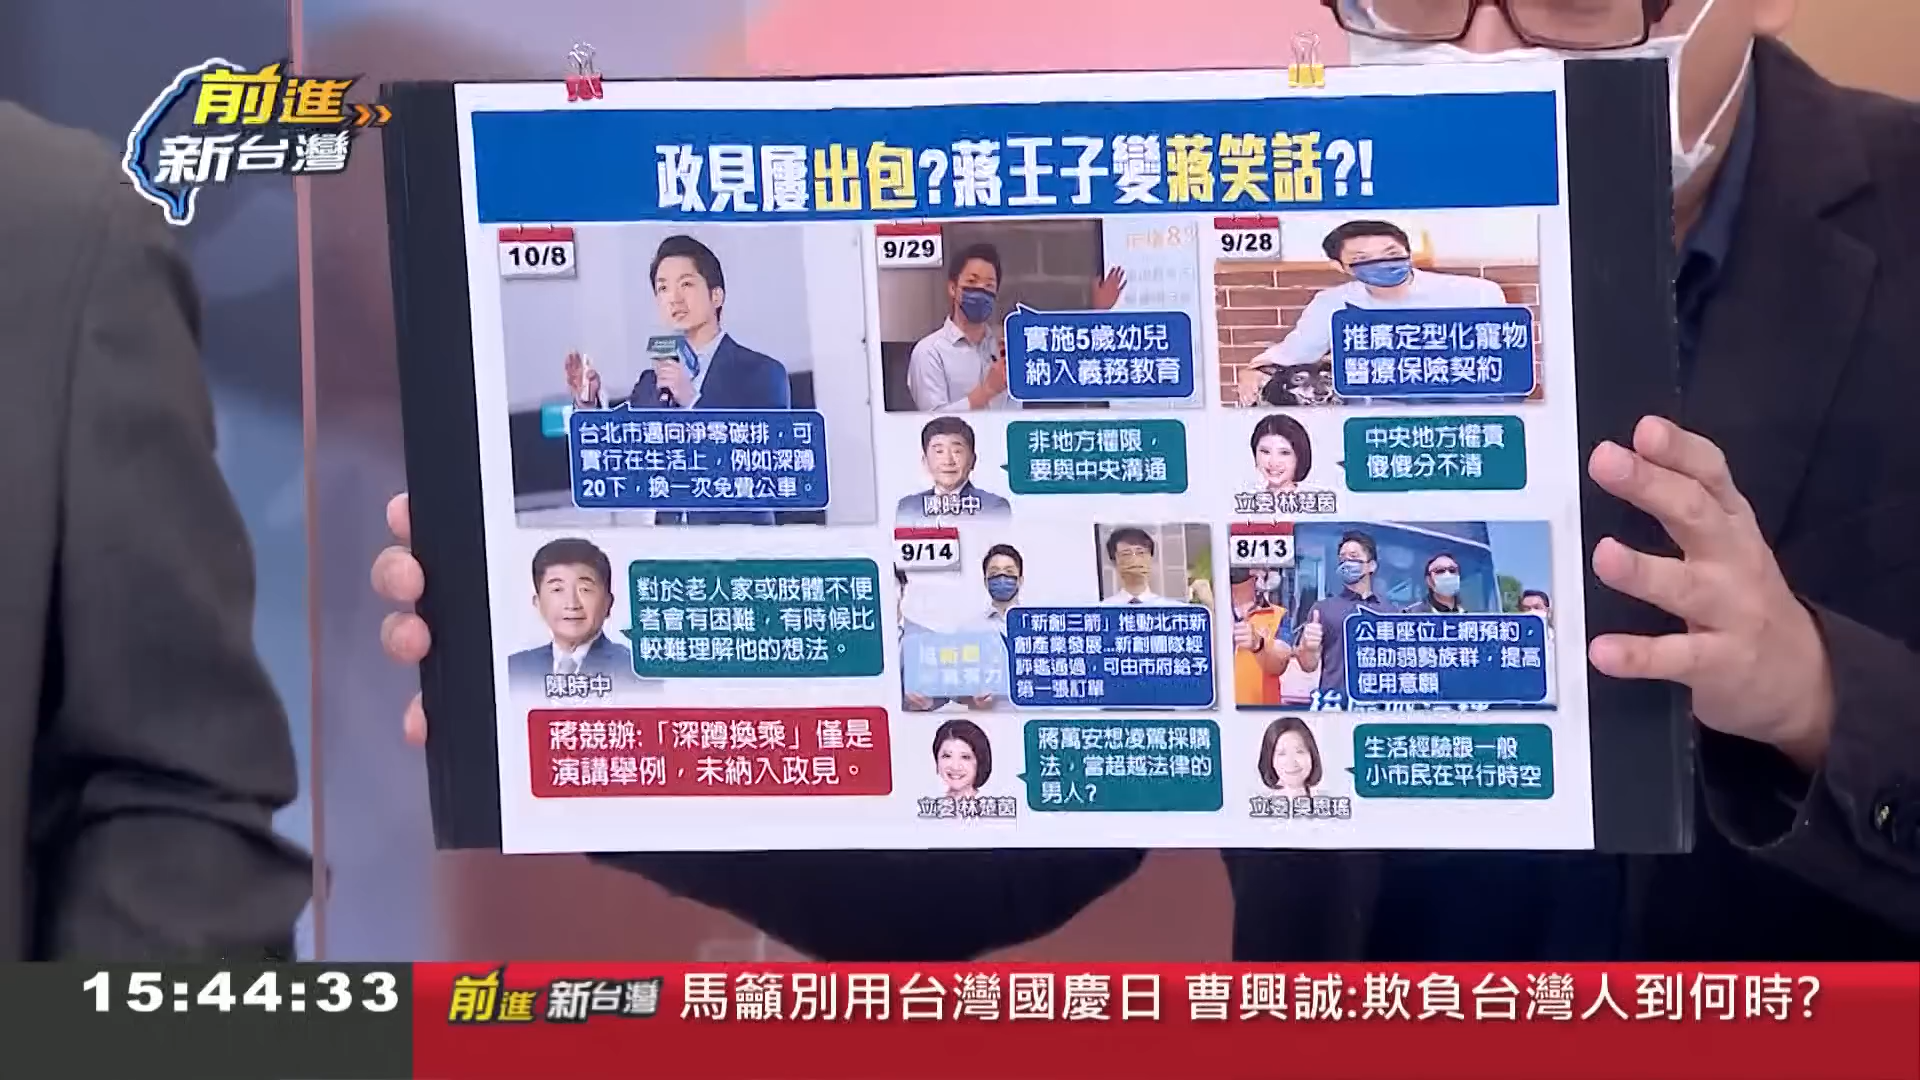 前進
新台灣
政見屢出包?蔣王子變蔣笑話?!
10/8
台北市邁向淨零碳排，可
實行在生活上，例如深蹲
20下，換一次免費公車。
陳時中
對於老人家或肢體不便
者會有困難，有時候比
較難理解他的想法。
蔣競辦:「深蹲換乘」僅是
演講舉例，未納入政見。
9/29
實施5歲幼兒
納入義務教育
陳時中
非地方權限，
要與中央溝通
9/28
推廣定型化寵物
醫療保險契約
立委 林楚茵
中央地方權責
傻傻分不清
9/14
「新創三箭」推動北市新
創產業發展...新創團隊經
評鑑通過，可由市府給予
第一張訂單
立委 林楚茵
蔣萬安想凌駕採購
法，當超越法律的
男人?
8/13
公車座位上網預約，
協助弱勢族群，提高
使用意願
立委 吳思瑤
生活經驗跟一般
小市民在平行時空
15:44:33
前進新台灣
馬籲別用台灣國慶日 曹興誠:欺負台灣人到何時?